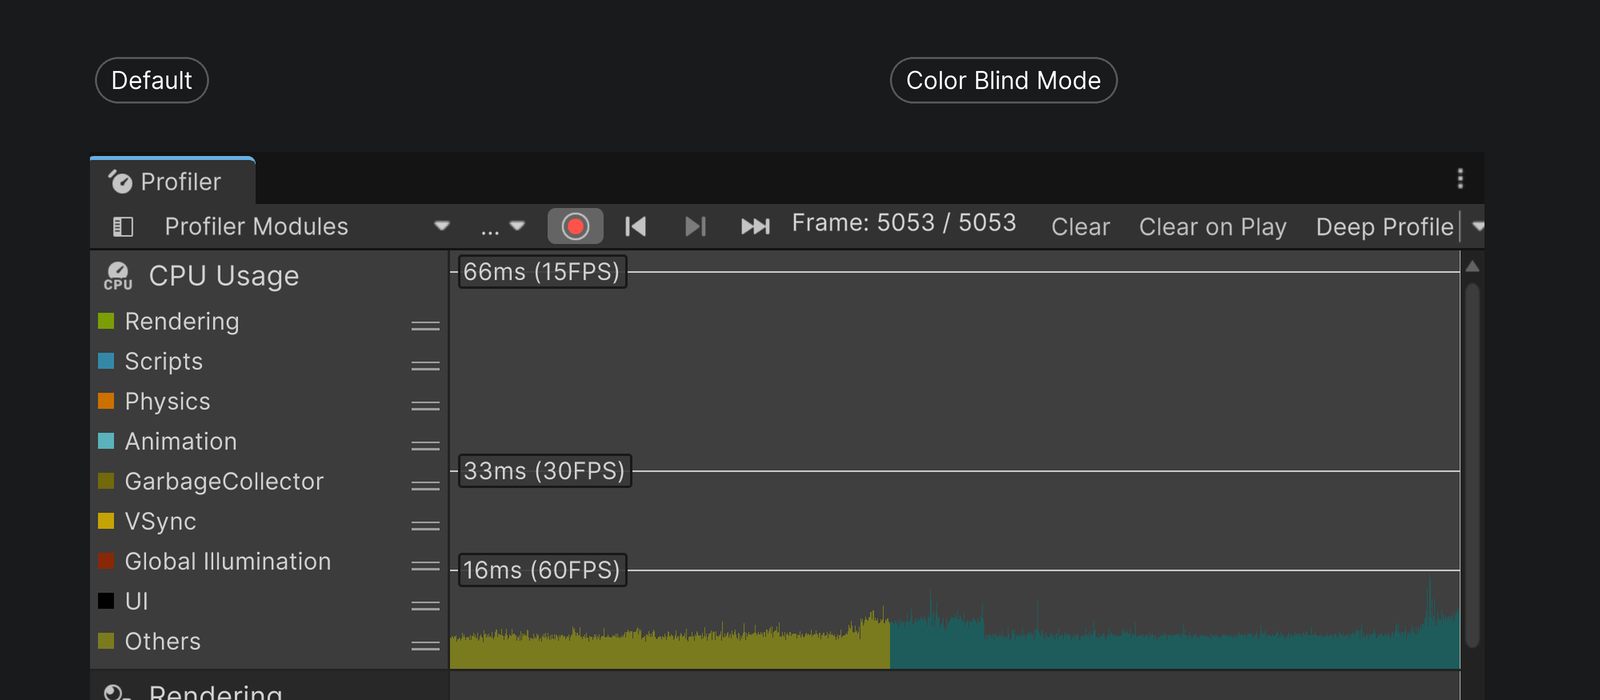 Default
Color Blind Mode
Profiler
Profiler Modules
...
Frame: 5053 / 5053
Clear
Clear on Play
Deep Profile
CPU
CPU Usage
Rendering
Scripts
Physics
Animation
GarbageCollector
VSync
Global Illumination
UI
Others
66ms (15FPS)
33ms (30FPS)
16ms (60FPS)
Rendering